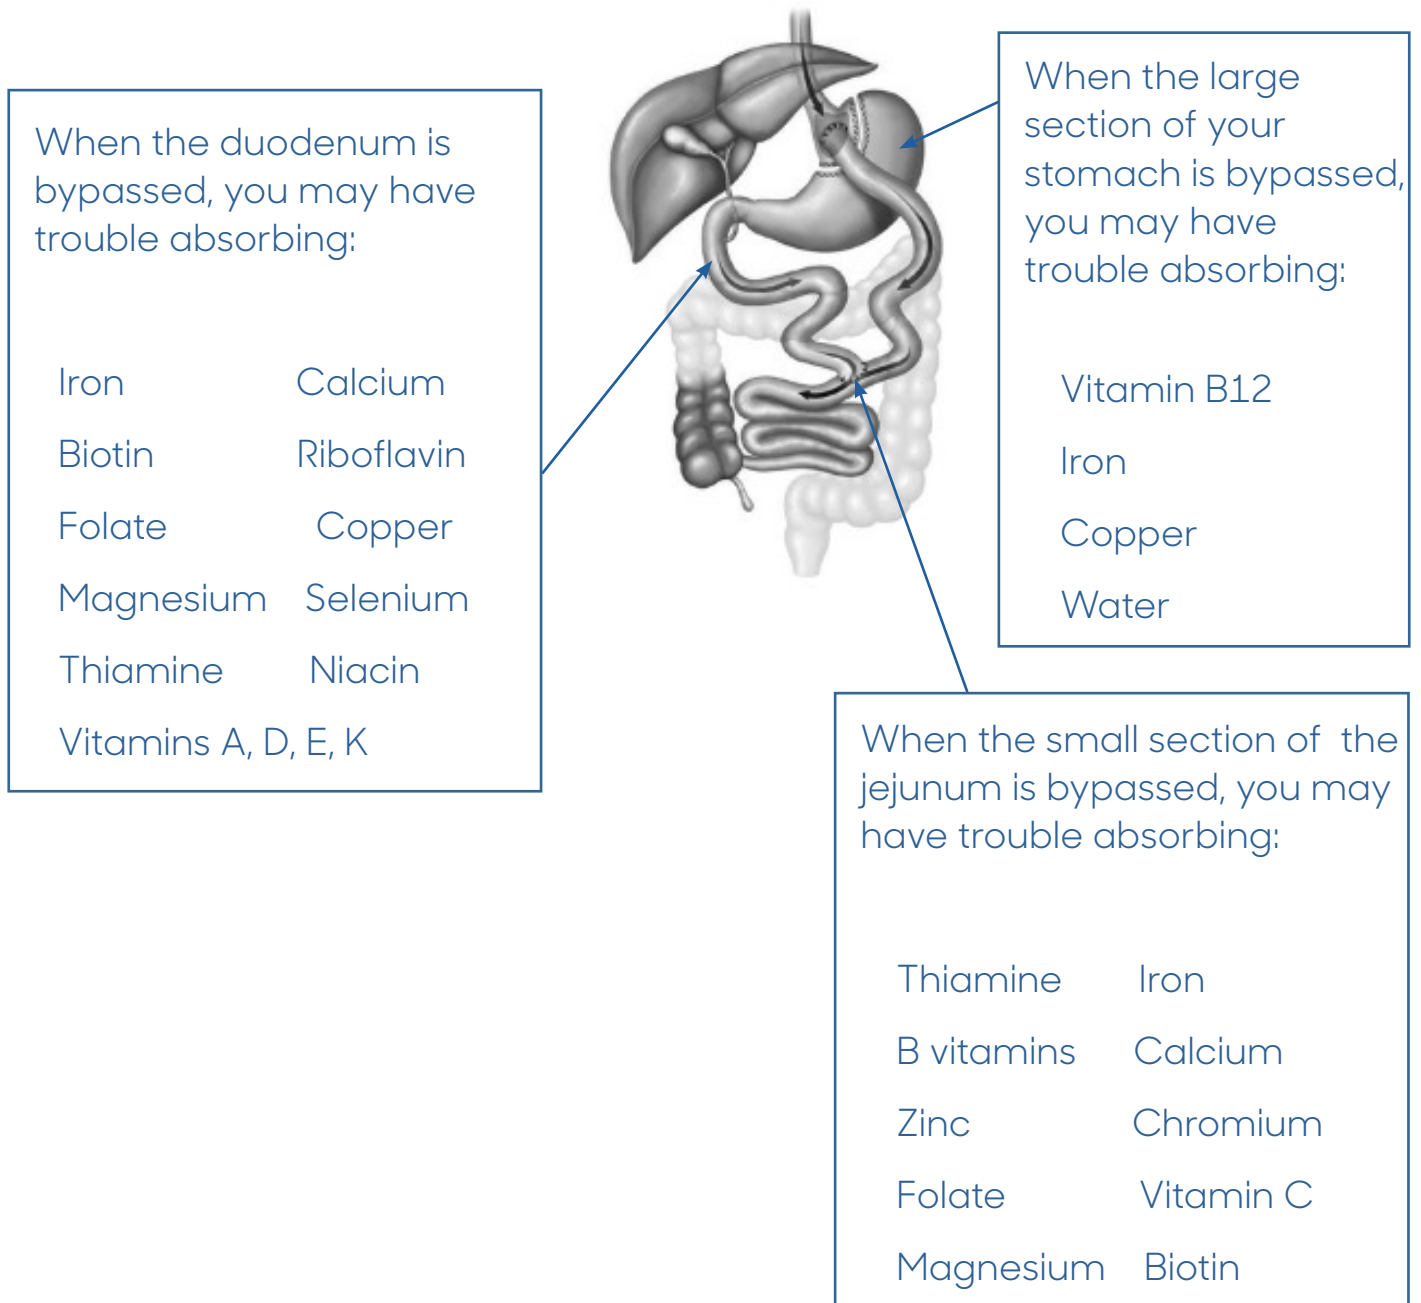 When the duodenum is
bypassed, you may have
trouble absorbing:
Iron Calcium
Biotin Riboflavin
Folate Copper
Magnesium Selenium
Thiamine Niacin
Vitamins A, D, E, K
When the large
section of your
stomach is bypassed,
you may have
trouble absorbing:
Vitamin B12
Iron
Copper
Water
When the small section of the
jejunum is bypassed, you may
have trouble absorbing:
Thiamine Iron
B vitamins Calcium
Zinc Chromium
Folate Vitamin C
Magnesium Biotin